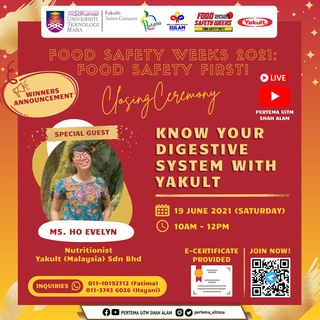 UNIVERSITI
TEKNOLOGI
MARA
Fakulti
Sains Gunaan
Pertema
SULAM
FOOD SAFETY WEEKS
Yakult
FOOD SAFETY WEEKS 2021:
FOOD SAFETY FIRST!
WINNERS
ANNOUNCEMENT
Closing Ceremony
LIVE
PERTEMA UITM
SHAH ALAM
SPECIAL GUEST
KNOW YOUR
DIGESTIVE
SYSTEM WITH
YAKULT
MS. HO EVELYN
Nutritionist
Yakult (Malaysia) Sdn Bhd
19 JUNE 2021 (SATURDAY)
10AM - 12PM
INQUIRIES
011-10192712 (Fatima)
011-3743 6026 (Hayani)
E-CERTIFICATE
PROVIDED
JOIN NOW!
PERTEMA UITM SHAH ALAM
pertema_uitmsa